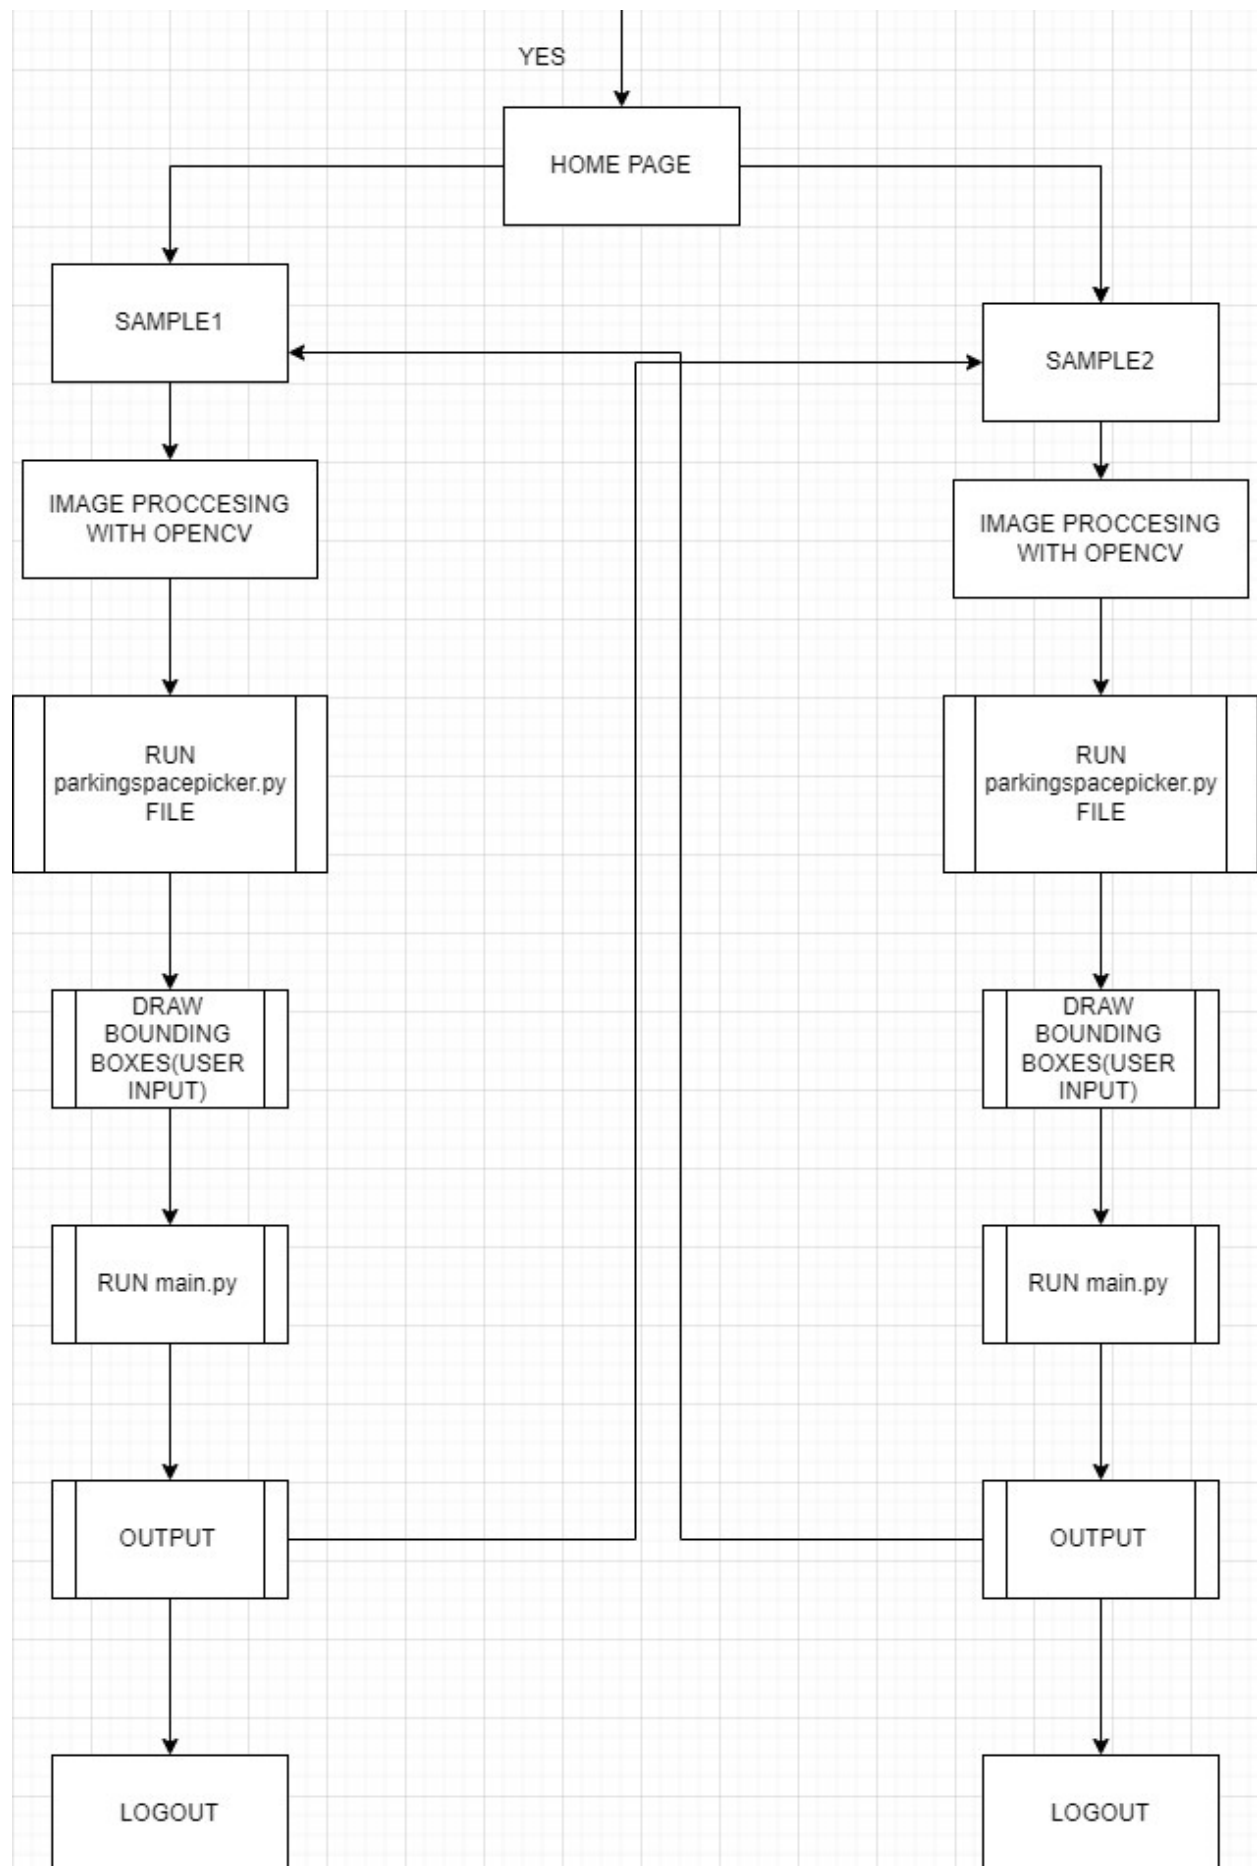 YES
HOME PAGE
SAMPLE1
SAMPLE2
IMAGE PROCCESING
WITH OPENCV
IMAGE PROCCESING
WITH OPENCV
RUN
parkingspacepicker.py
FILE
RUN
parkingspacepicker.py
FILE
DRAW
BOUNDING
BOXES(USER
INPUT)
DRAW
BOUNDING
BOXES(USER
INPUT)
RUN main.py
RUN main.py
OUTPUT
OUTPUT
LOGOUT
LOGOUT